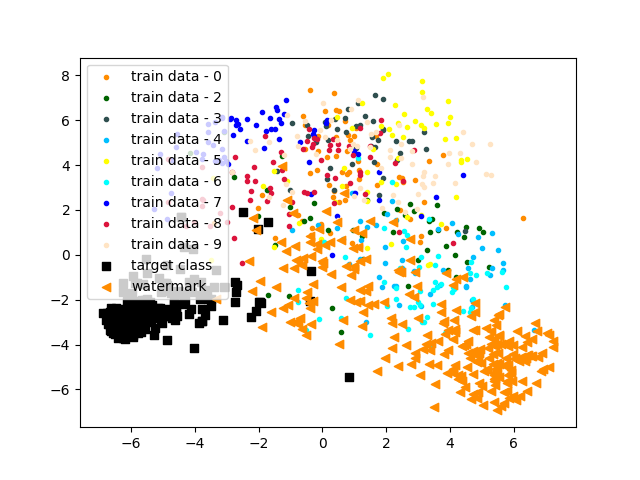 8
6
4
2
0
−2
−4
−6
train data - 0
train data - 2
train data - 3
train data - 4
train data - 5
train data - 6
train data - 7
train data - 8
train data - 9
target class
watermark
−6 −4 −2 0 2 4 6